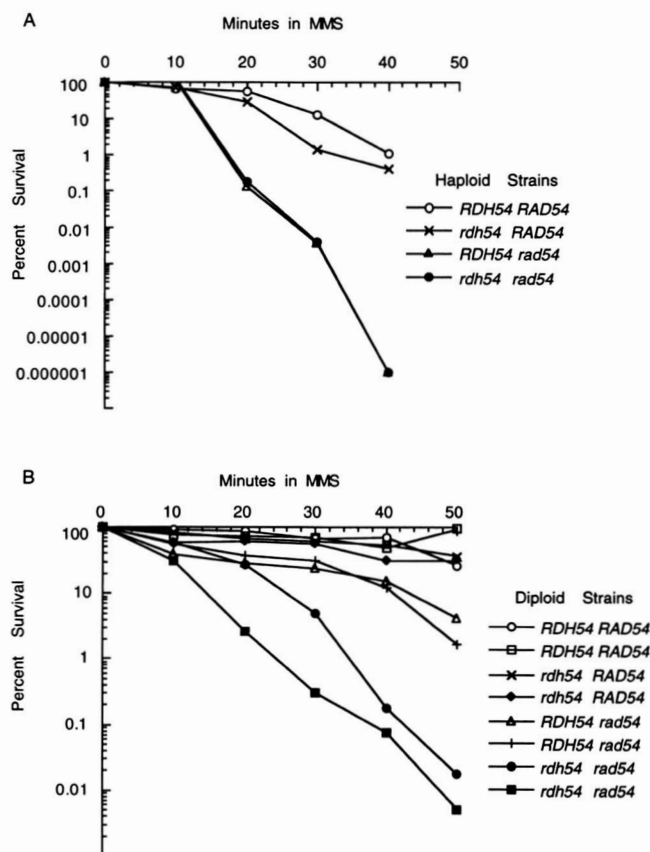 A
Minutes in MMS
0 10 20 30 40 50
100
10
1
0.1
0.01
0.001
0.0001
0.00001
0.000001
Percent Survival
Haploid Strains
RDH54 RAD54
rdh54 RAD54
RDH54 rad54
rdh54 rad54
B
Minutes in MMS
0 10 20 30 40 50
100
10
1
0.1
0.01
Percent Survival
Diploid Strains
RDH54 RAD54
RDH54 RAD54
rdh54 RAD54
rdh54 RAD54
RDH54 rad54
RDH54 rad54
rdh54 rad54
rdh54 rad54